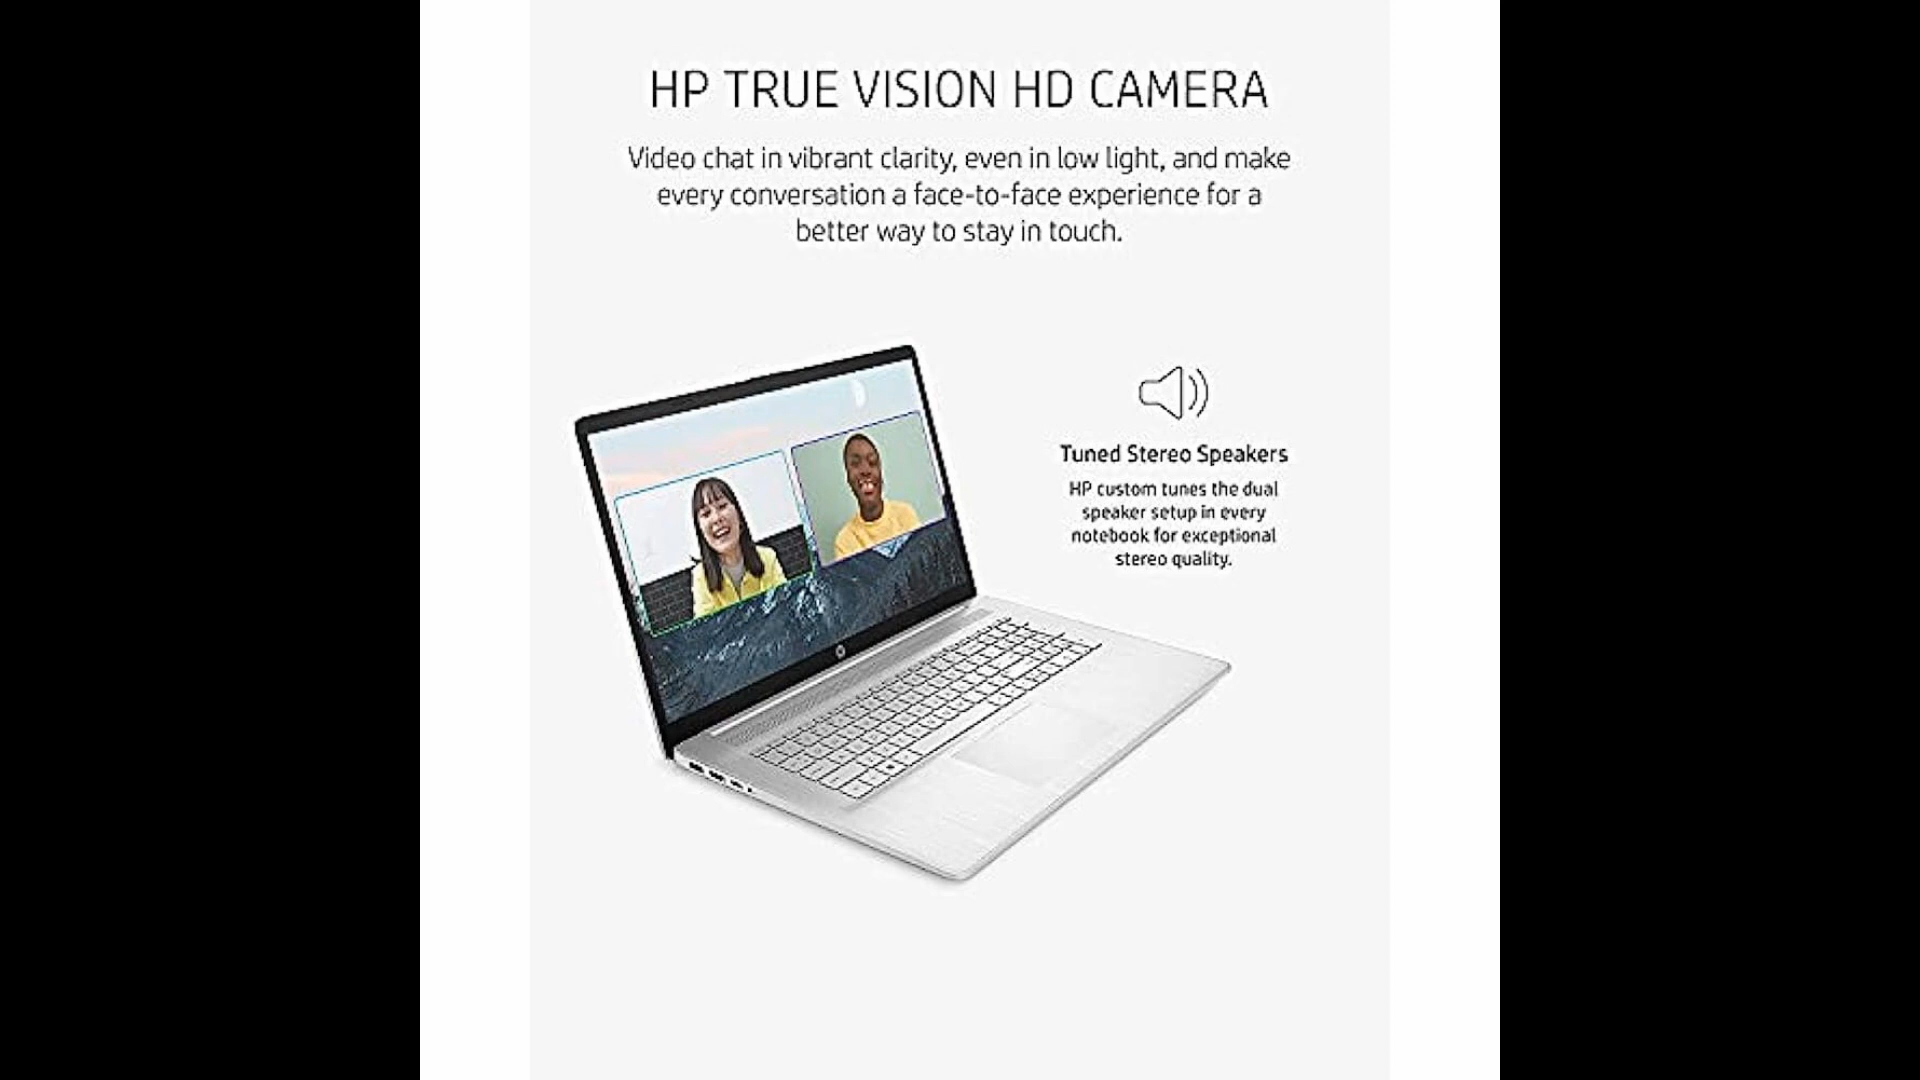 HP TRUE VISION HD CAMERA
Video chat in vibrant clarity, even in low light, and make
every conversation a face-to-face experience for a
better way to stay in touch.
Tuned Stereo Speakers
HP custom tunes the dual
speaker setup in every
notebook for exceptional
stereo quality.